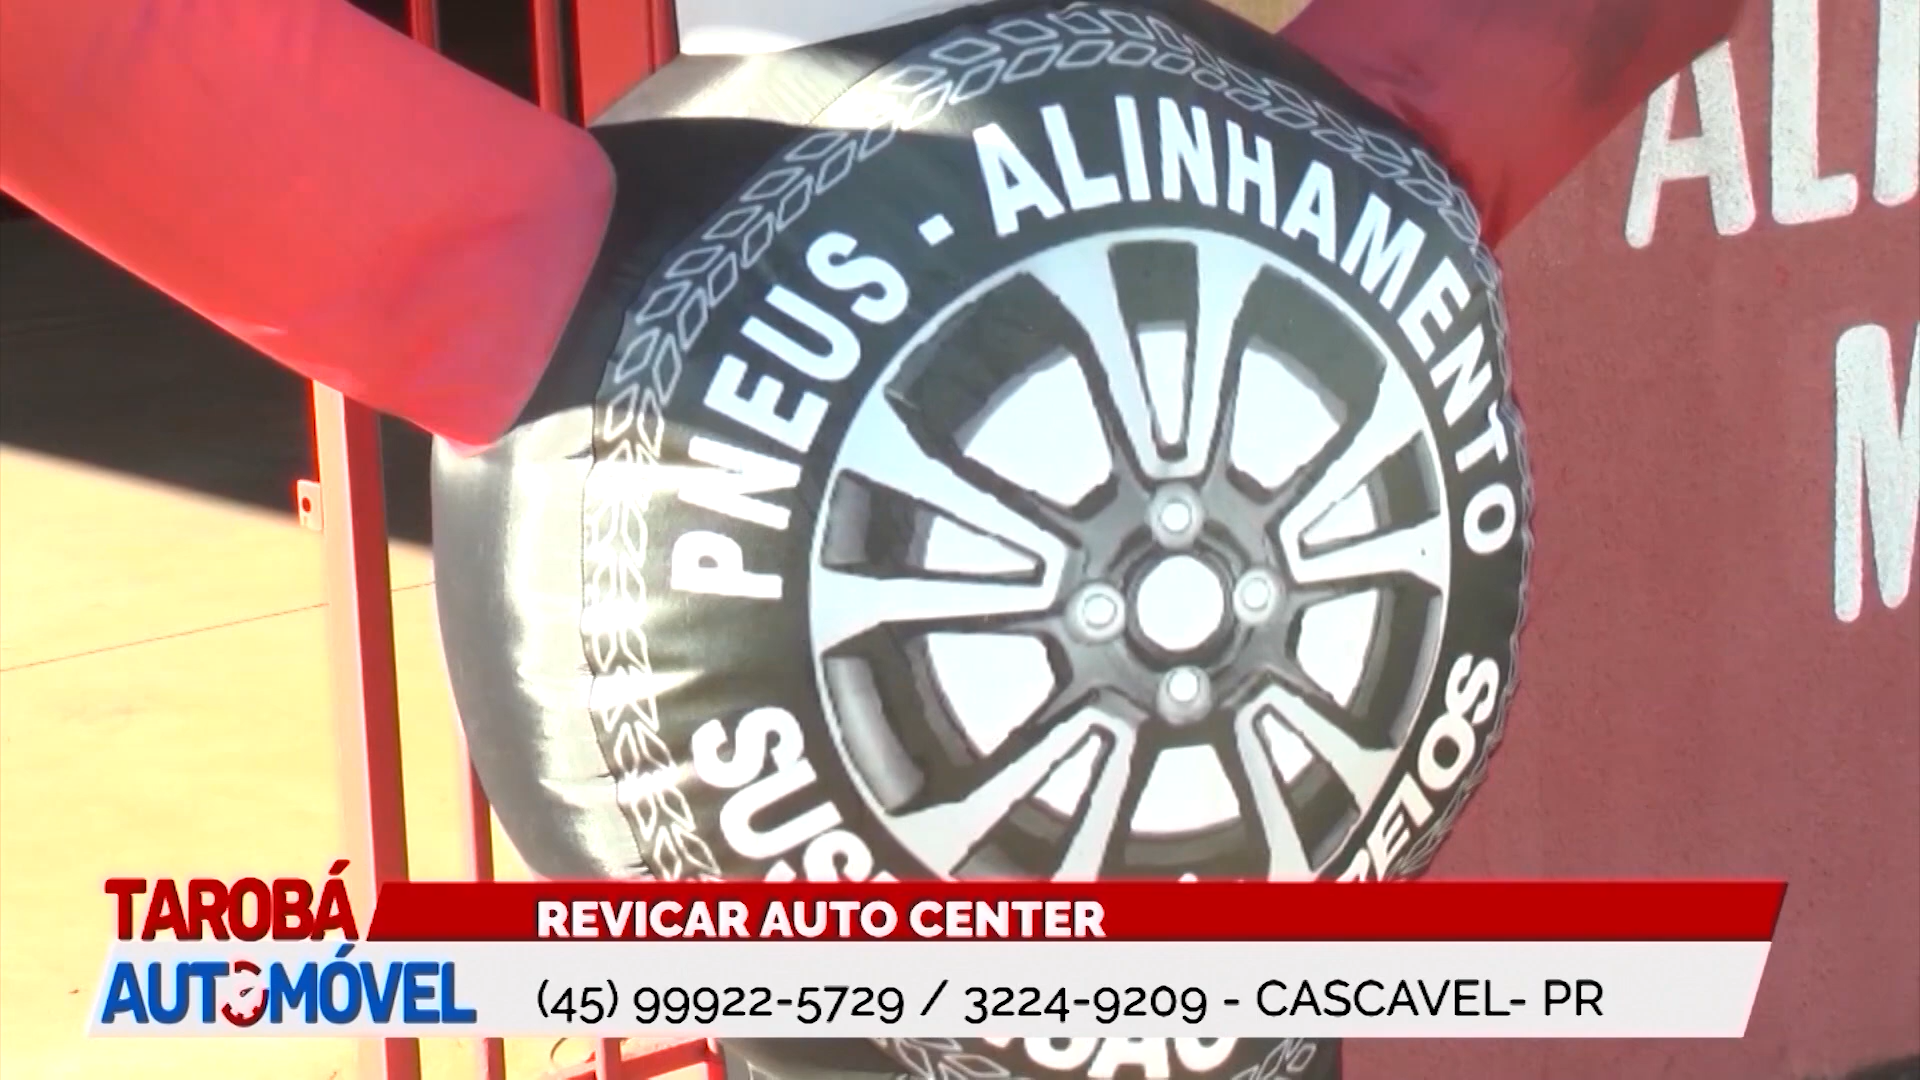 PNEUS - ALINHAMENTO
TAROBÁ
AUTOMÓVEL
REVICAR AUTO CENTER
(45) 99922-5729 / 3224-9209 - CASCAVEL- PR